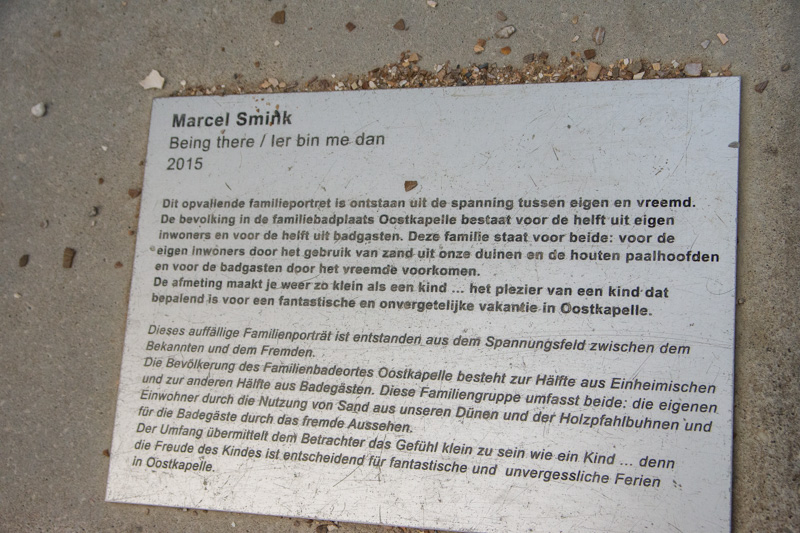 Marcel Smink
Being there / Ier bin me dan
2015
Dit opvallende familieportret is ontstaan uit de spanning tussen eigen en vreemd.
De bevolking in de familiebadplaats Oostkapelle bestaat voor de helft uit eigen
inwoners en voor de helft uit badgasten. Deze familie staat voor beide: voor de
eigen inwoners door het gebruik van zand uit onze duinen en de houten paalhoofden
en voor de badgasten door het vreemde voorkomen.
De afmeting maakt je weer zo klein als een kind ... het plezier van een kind dat
bepalend is voor een fantastische en onvergetelijke vakantie in Oostkapelle.
Dieses auffällige Familienporträt ist entstanden aus dem Spannungsfeld zwischen dem
Bekannten und dem Fremden.
Die Bevölkerung des Familienbadeortes Oostkapelle besteht zur Hälfte aus Einheimischen
und zur anderen Hälfte aus Badegästen. Diese Familiengruppe umfasst beide: die eigenen
Einwohner durch die Nutzung von Sand aus unseren Dünen und der Holzpfahlbuhnen und
für die Badegäste durch das fremde Aussehen.
Der Umfang übermittelt dem Betrachter das Gefühl klein zu sein wie ein Kind ... denn
die Freude des Kindes ist entscheidend für fantastische und unvergessliche Ferien
in Oostkapelle.